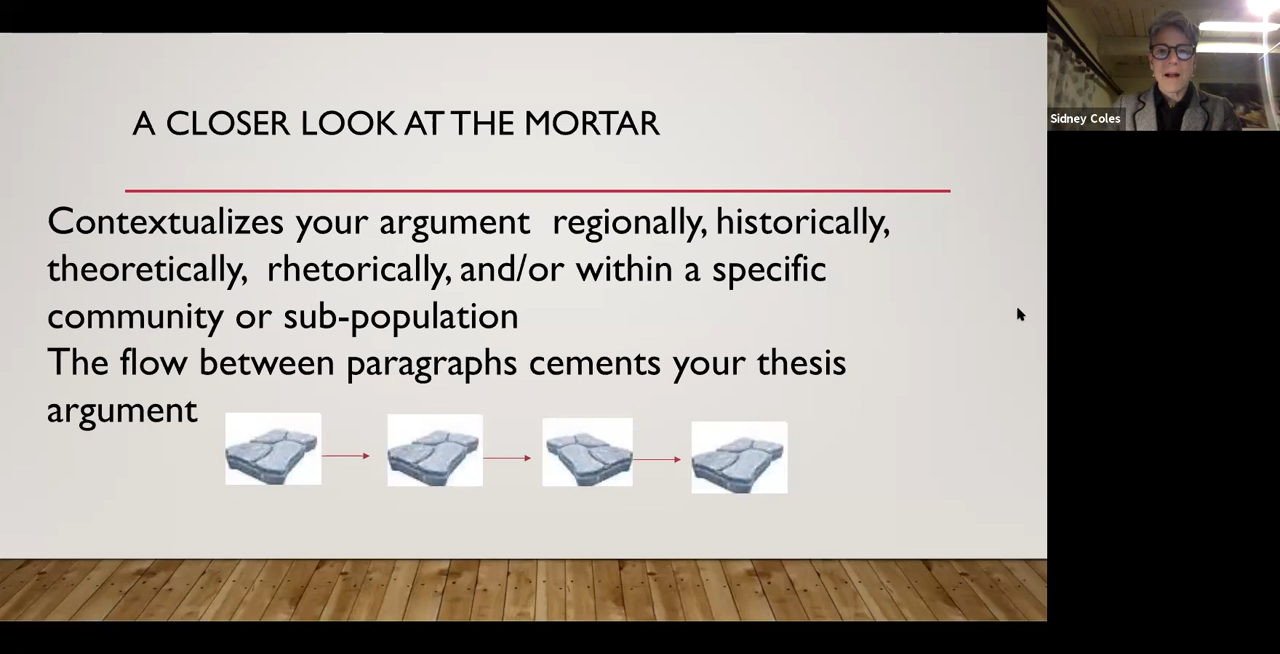 A CLOSER LOOK AT THE MORTAR
Contextualizes your argument  regionally, historically,
theoretically,  rhetorically, and/or within a specific
community or sub-population
The flow between paragraphs cements your thesis
argument
Sidney Coles